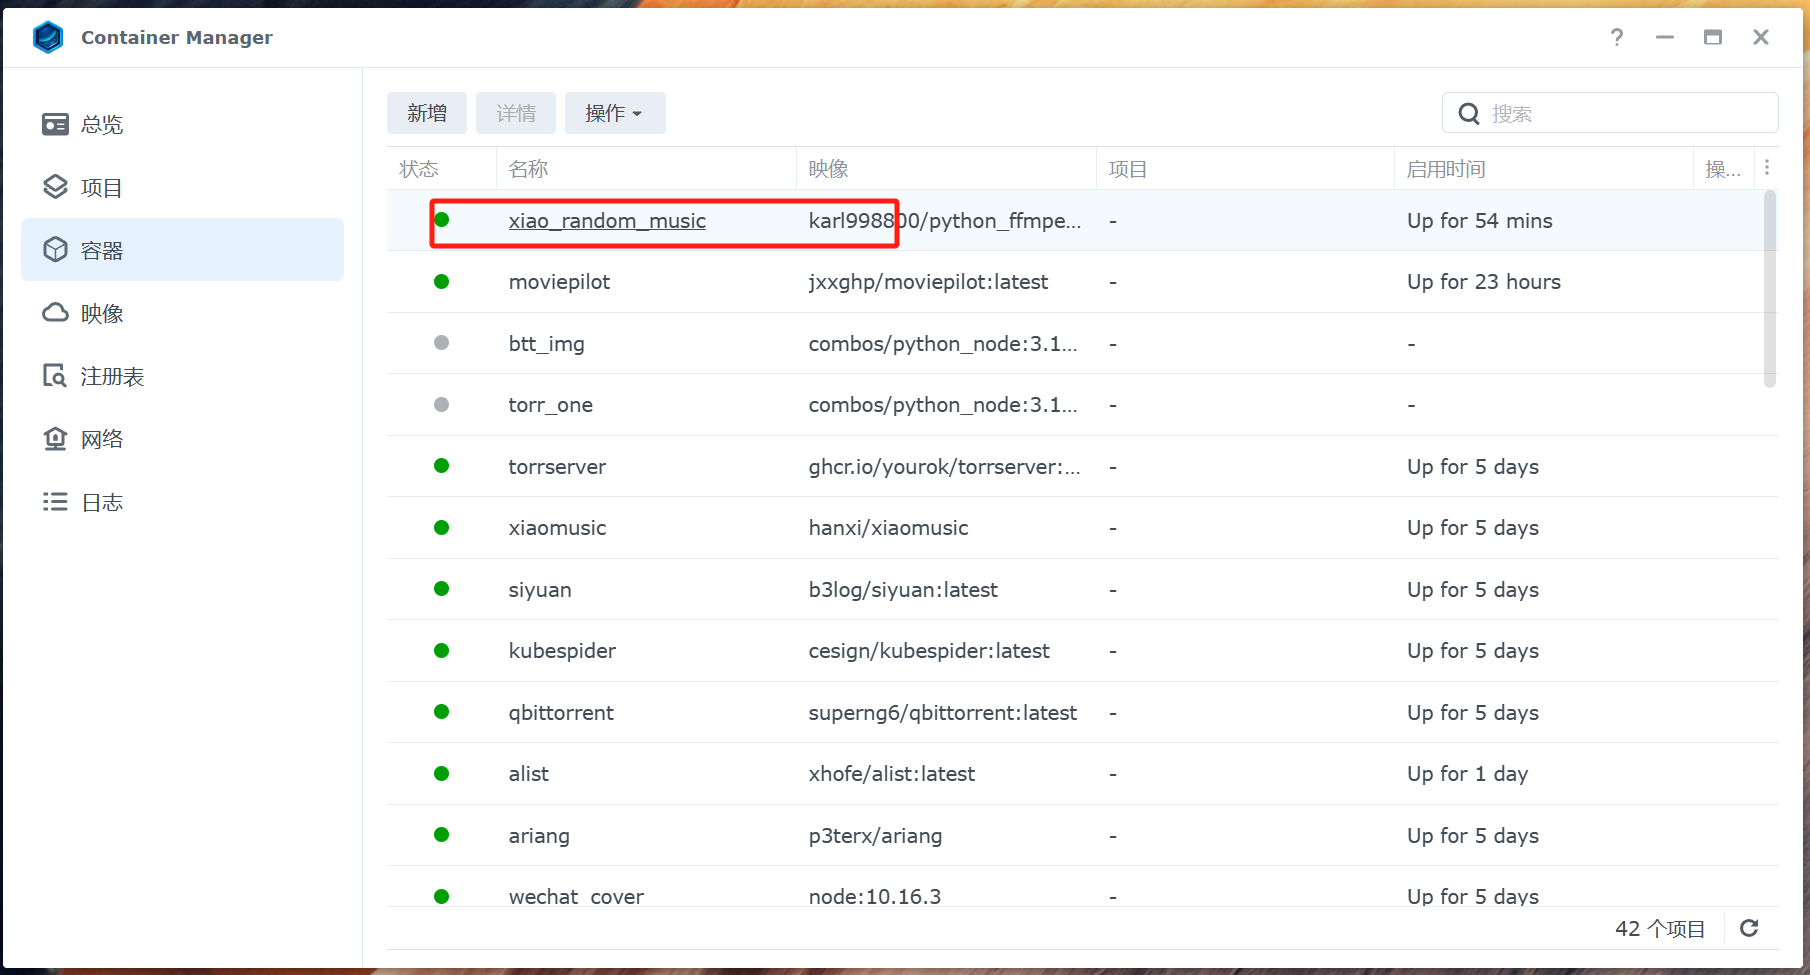 Container Manager
总览
项目
容器
映像
注册表
网络
日志
新增 详情 操作
搜索
状态 名称 映像 项目 启用时间 操...
xiao_random_music karl998800/python_ffmpe... - Up for 54 mins
moviepilot jxxghp/moviepilot:latest - Up for 23 hours
btt_img combos/python_node:3.1... - -
torr_one combos/python_node:3.1... - -
torrserver ghcr.io/yourok/torrserver:... - Up for 5 days
xiaomusic hanxi/xiaomusic - Up for 5 days
siyuan b3log/siyuan:latest - Up for 5 days
kubespider cesign/kubespider:latest - Up for 5 days
qbittorrent superng6/qbittorrent:latest - Up for 5 days
alist xhofe/alist:latest - Up for 1 day
ariang p3terx/ariang - Up for 5 days
wechat_cover node:10.16.3 - Up for 5 days
42 个项目